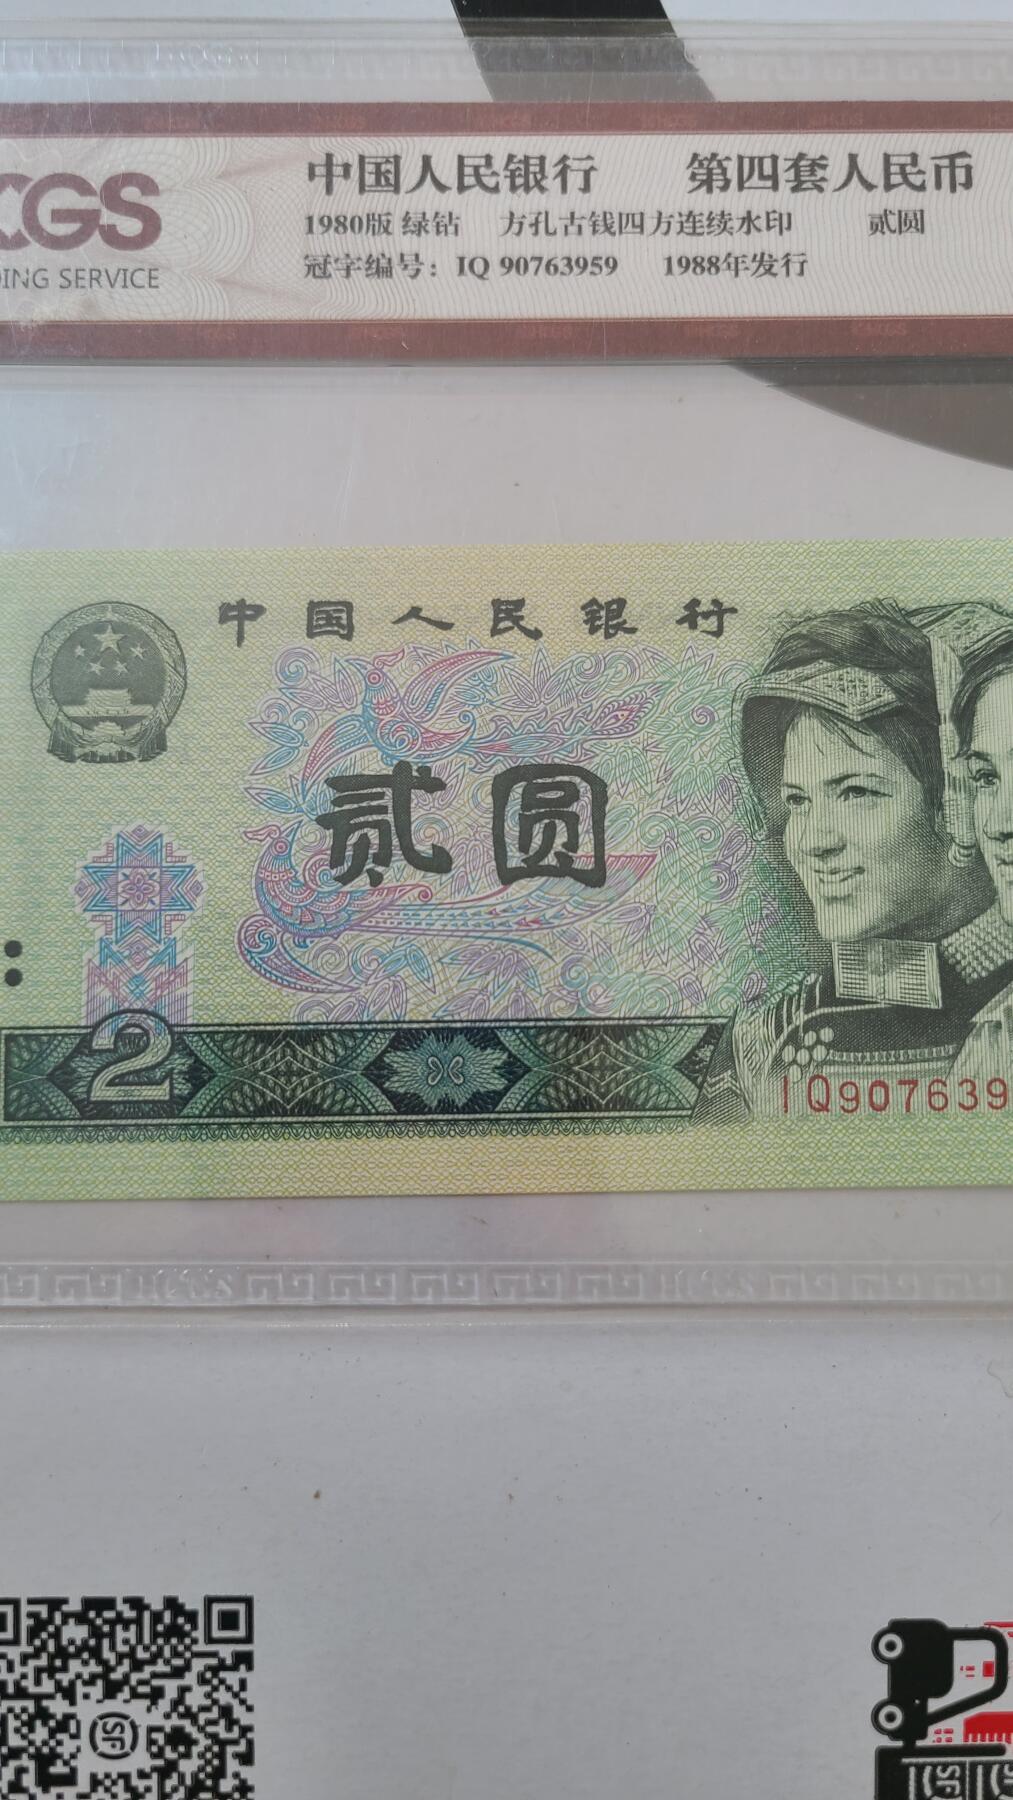 GS
ING SERVICE
中国人民银行 第四套人民币
1980版 绿钻 方孔古钱四方连续水印 贰圆
冠字编号：IQ 90763959 1988年发行
中国人民银行
贰圆
2
IQ907639